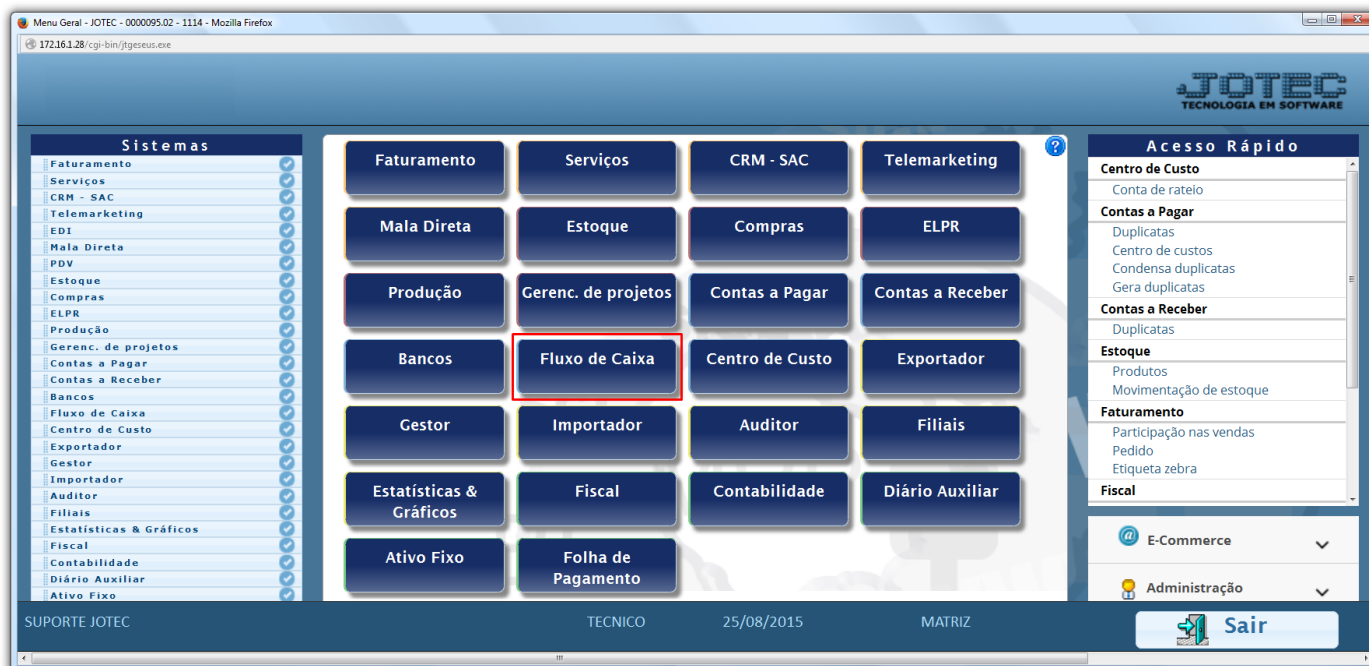 Menu Geral - JOTEC - 0000095.02 - 1114 - Mozilla Firefox
172.16.1.28/cgi-bin/jtgeseus.exe
JOTEC
TECNOLOGIA EM SOFTWARE
Sistemas
Faturamento
Serviços
CRM - SAC
Telemarketing
EDI
Mala Direta
PDV
Estoque
Compras
ELPR
Produção
Gerenc. de projetos
Contas a Pagar
Contas a Receber
Bancos
Fluxo de Caixa
Centro de Custo
Exportador
Gestor
Importador
Auditor
Filiais
Estatísticas & Gráficos
Fiscal
Contabilidade
Diário Auxiliar
Ativo Fixo
Faturamento Serviços CRM - SAC Telemarketing
Mala Direta Estoque Compras ELPR
Produção Gerenc. de projetos Contas a Pagar Contas a Receber
Bancos Fluxo de Caixa Centro de Custo Exportador
Gestor Importador Auditor Filiais
Estatísticas & Gráficos Fiscal Contabilidade Diário Auxiliar
Ativo Fixo Folha de Pagamento
?
Acesso Rápido
Centro de Custo
Conta de rateio
Contas a Pagar
Duplicatas
Centro de custos
Condensa duplicatas
Gera duplicatas
Contas a Receber
Duplicatas
Estoque
Produtos
Movimentação de estoque
Faturamento
Participação nas vendas
Pedido
Etiqueta zebra
Fiscal
@ E-Commerce
Administração
SUPORTE JOTEC TECNICO 25/08/2015 MATRIZ
Sair